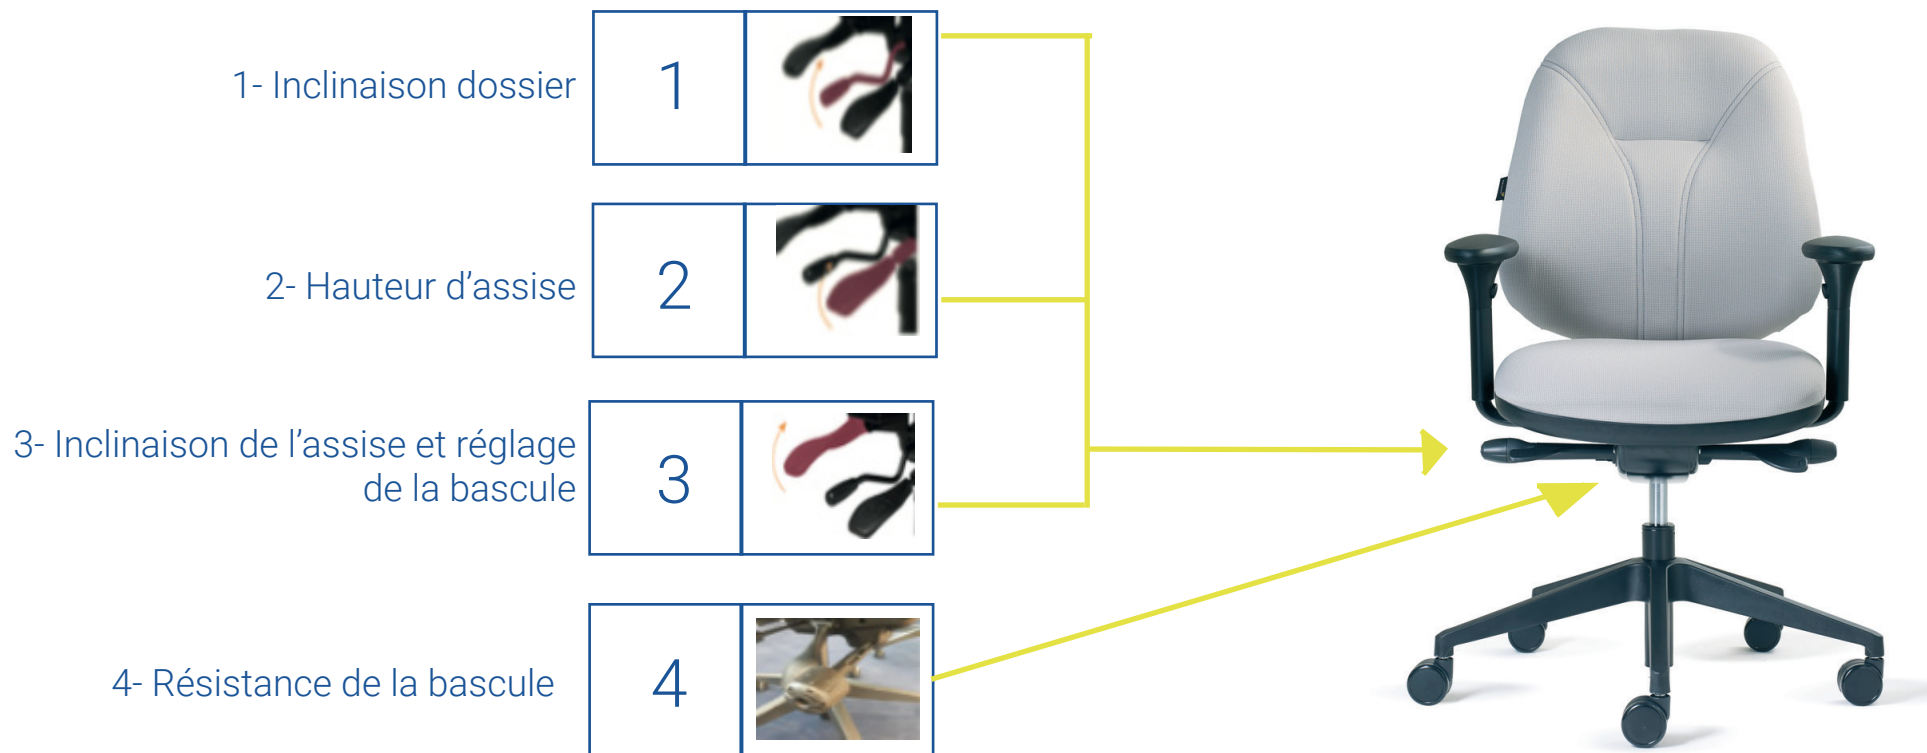 1- Inclinaison dossier
1
2- Hauteur d’assise
2
3- Inclinaison de l’assise et réglage
de la bascule
3
4- Résistance de la bascule
4